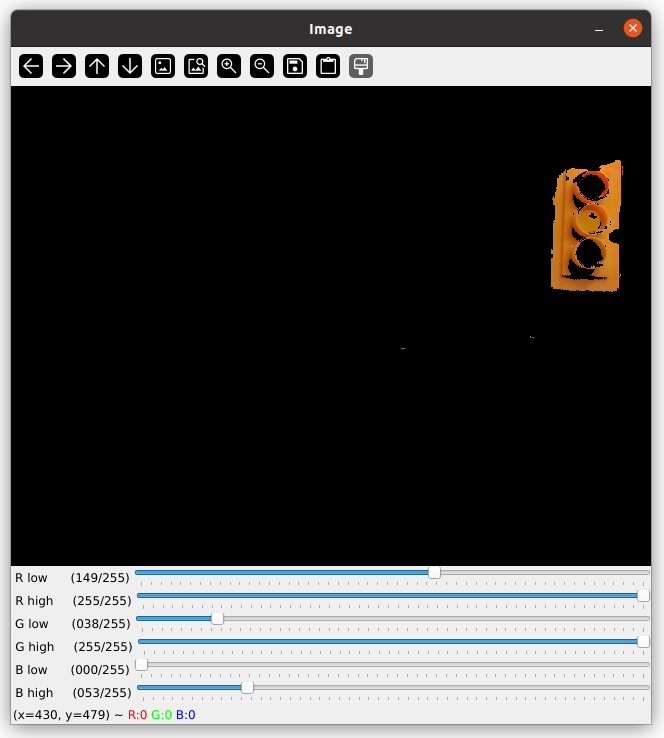 Image
R low (149/255)
R high (255/255)
G low (038/255)
G high (255/255)
B low (000/255)
B high (053/255)
(x=430, y=479) ~ R:0 G:0 B:0